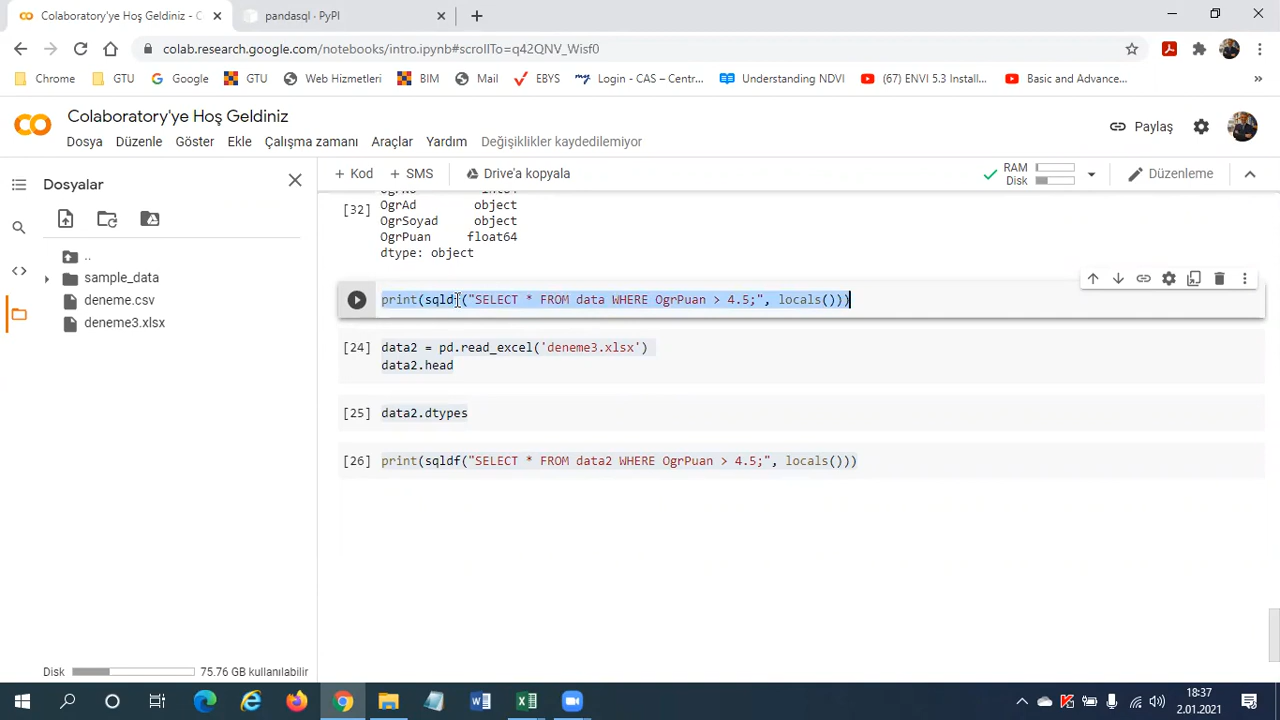 Colaboratory'ye Hoş Geldiniz - C
pandasql · PyPI
colab.research.google.com/notebooks/intro.ipynb#scrollTo=q42QNV_Wisf0
Chrome
GTU
Google
GTU
Web Hizmetleri
BIM
Mail
EBYS
Login - CAS – Centr...
Understanding NDVI
(67) ENVI 5.3 Install...
Basic and Advance...
Colaboratory'ye Hoş Geldiniz
Paylaş
Dosya
Düzenle
Göster
Ekle
Çalışma zamanı
Araçlar
Yardım
Değişiklikler kaydedilemiyor
Dosyalar
+ Kod
+ SMS
Drive'a kopyala
RAM
Disk
Düzenleme
..
sample_data
deneme.csv
deneme3.xlsx
[32]
OgrAd object
OgrSoyad object
OgrPuan float64
dtype: object
print(sqldf("SELECT * FROM data WHERE OgrPuan > 4.5;", locals()))
[24] data2 = pd.read_excel('deneme3.xlsx')
data2.head
[25] data2.dtypes
[26] print(sqldf("SELECT * FROM data2 WHERE OgrPuan > 4.5;", locals()))
Disk
75.76 GB kullanılabilir
18:37
2.01.2021